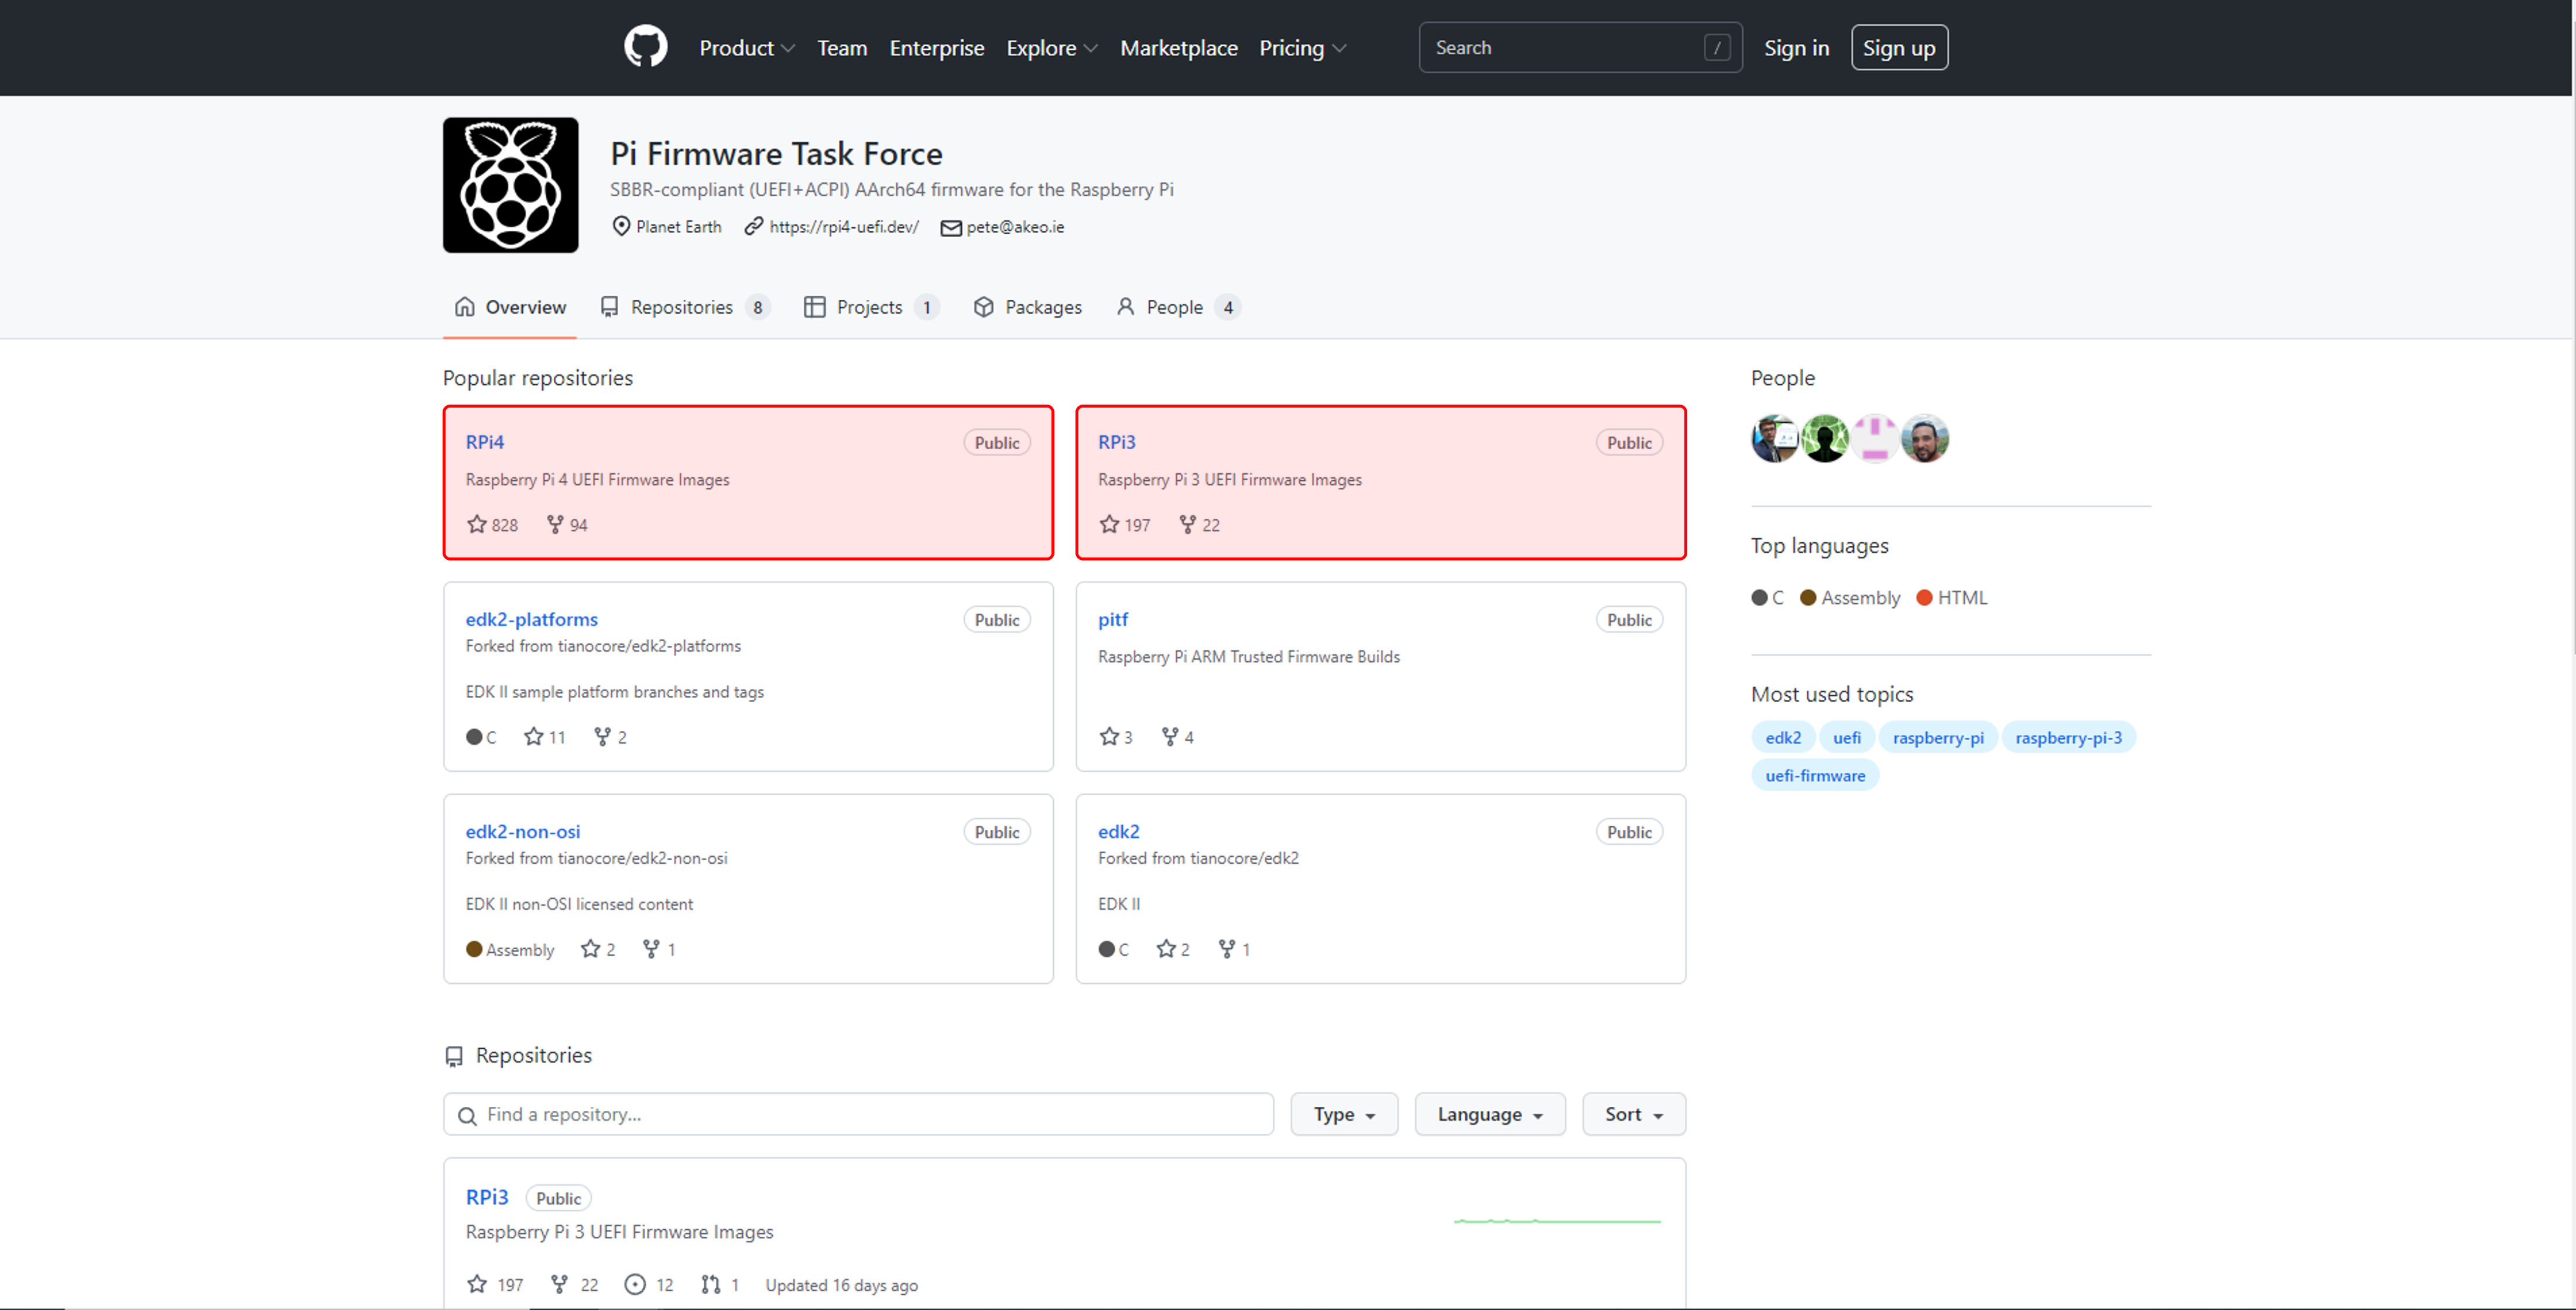 Product Team Enterprise Explore Marketplace Pricing Search / Sign in Sign up
Pi Firmware Task Force
SBBR-compliant (UEFI+ACPI) AArch64 firmware for the Raspberry Pi
Planet Earth https://rpi4-uefi.dev/ pete@akeo.ie
Overview Repositories 8 Projects 1 Packages People 4
Popular repositories
RPi4 Public
Raspberry Pi 4 UEFI Firmware Images
828 94
RPi3 Public
Raspberry Pi 3 UEFI Firmware Images
197 22
edk2-platforms Public
Forked from tianocore/edk2-platforms
EDK II sample platform branches and tags
C 11 2
pitf Public
Raspberry Pi ARM Trusted Firmware Builds
3 4
edk2-non-osi Public
Forked from tianocore/edk2-non-osi
EDK II non-OSI licensed content
Assembly 2 1
edk2 Public
Forked from tianocore/edk2
EDK II
C 2 1
People
Top languages
C Assembly HTML
Most used topics
edk2 uefi raspberry-pi raspberry-pi-3
uefi-firmware
Repositories
Find a repository... Type Language Sort
RPi3 Public
Raspberry Pi 3 UEFI Firmware Images
197 22 12 1 Updated 16 days ago